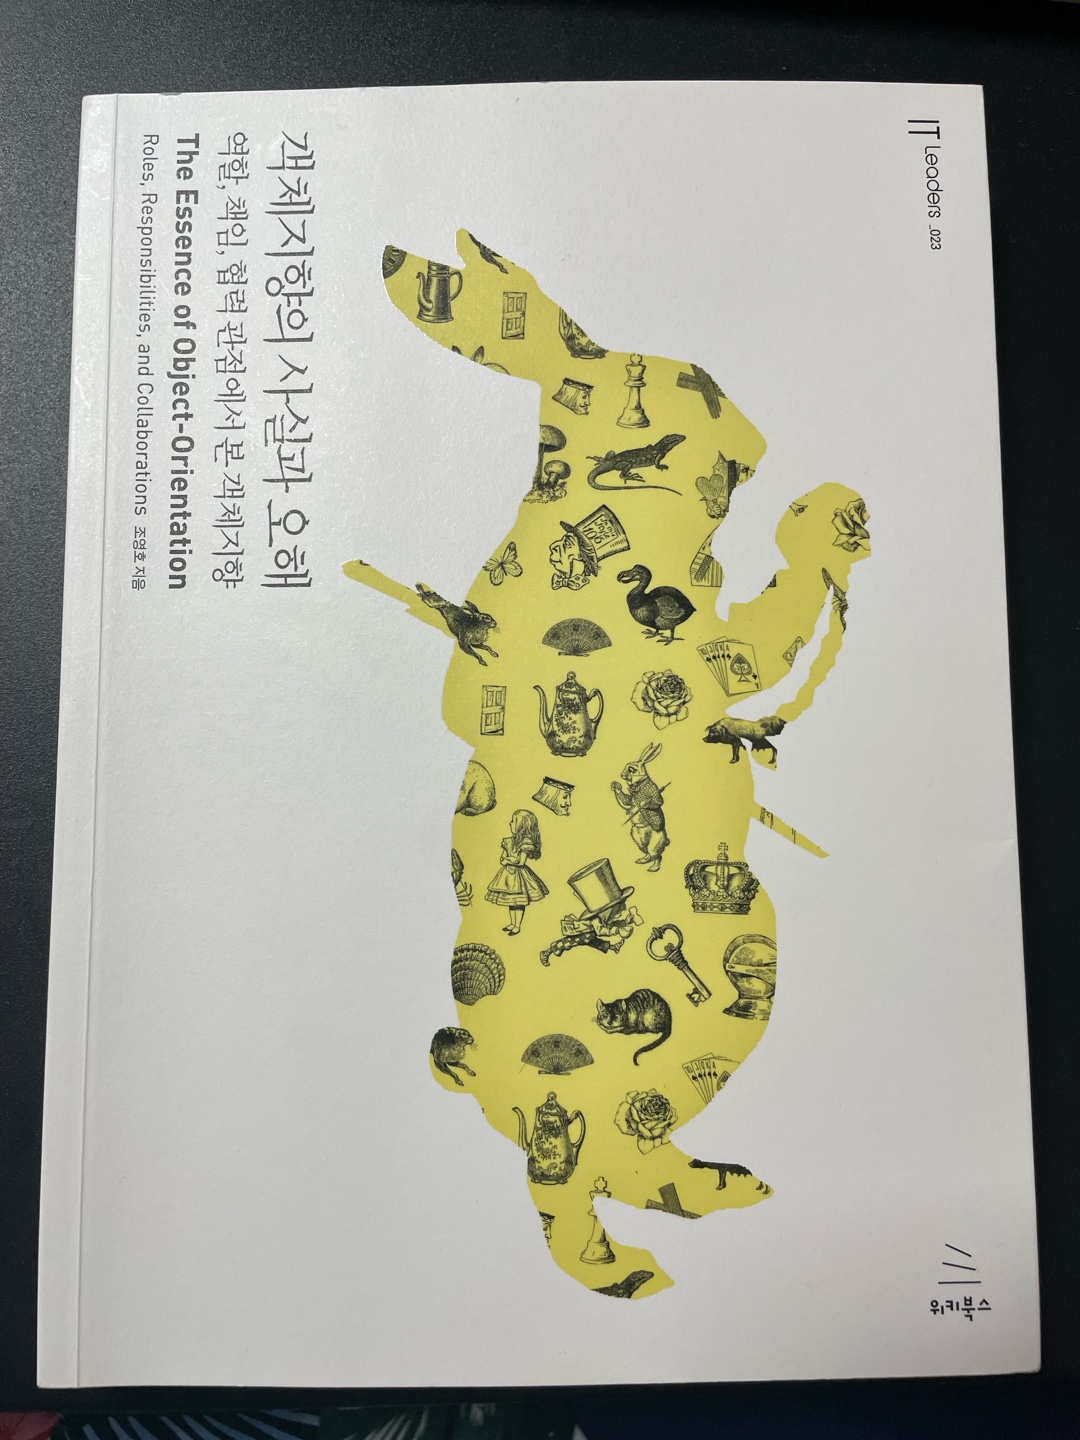 IT Leaders _023
객체지향의 사실과 오해
역할, 책임, 협력 관점에서 본 객체지향
The Essence of Object-Orientation
Roles, Responsibilities, and Collaborations 조영호 지음
위키북스